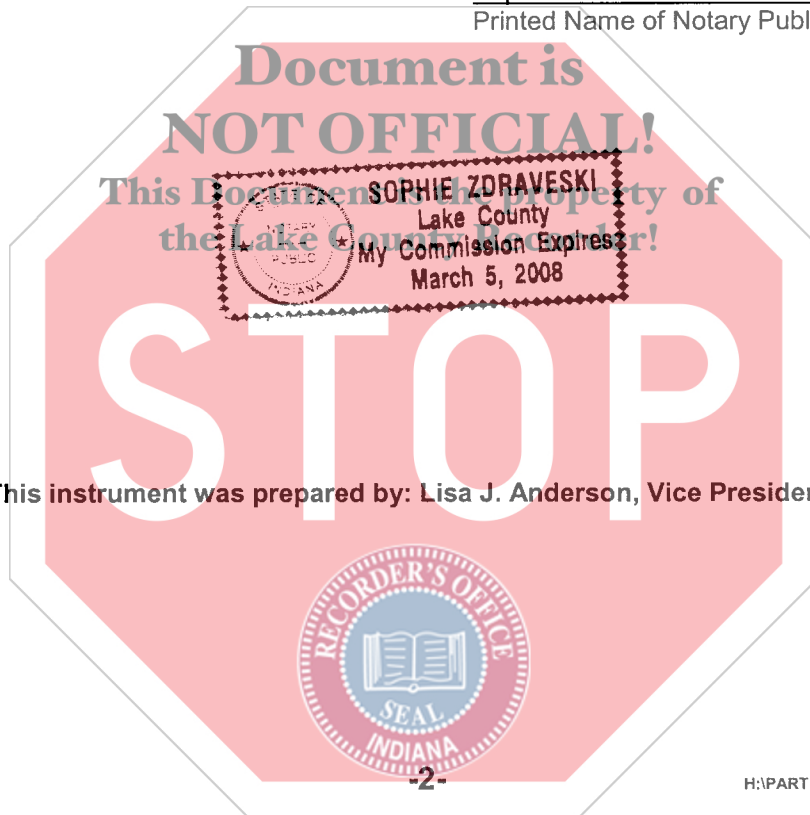 Printed Name of Notary Publ
Document is
NOT OFFICIAL!
This Document is the property of
the Lake County Recorder!
SOPHIE ZDRAVESKI
Lake County
My Commission Expires:
March 5, 2008
NOTARY
PUBLIC
INDIANA
STOP
his instrument was prepared by: Lisa J. Anderson, Vice Presider
RECORDER'S OFFICE
SEAL
INDIANA
-2-
H:\PART